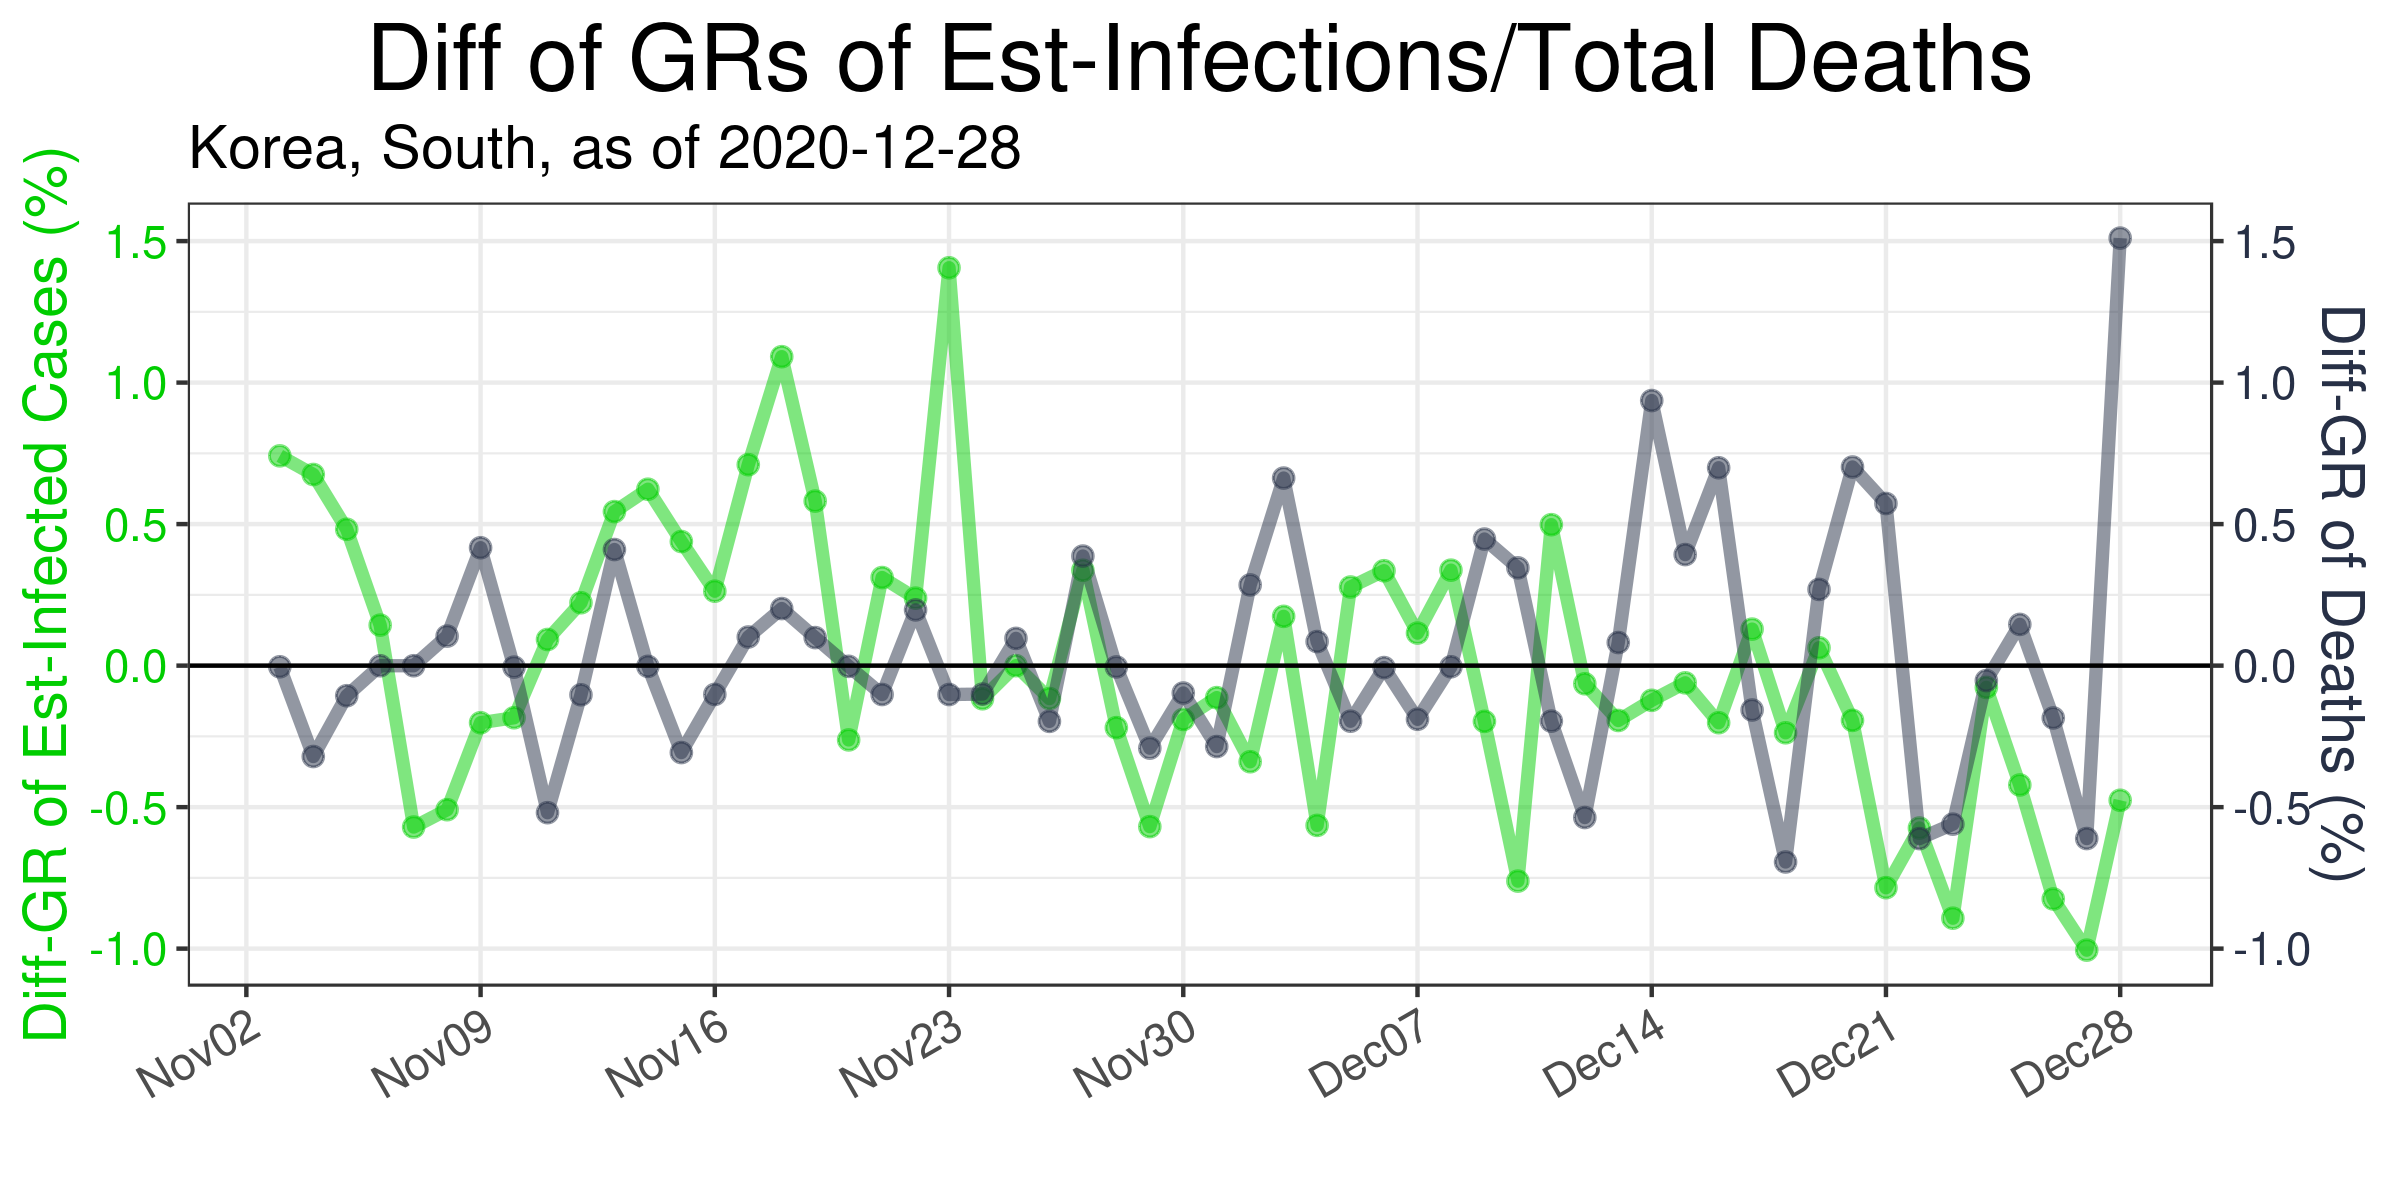 Diff of GRs of Est-Infections/Total Deaths
Korea, South, as of 2020-12-28
Diff-GR of Est-Infected Cases (%)
1.5
1.0
0.5
0.0
-0.5
-1.0
1.5
1.0
0.5
0.0
-0.5
-1.0
Diff-GR of Deaths (%)
Nov02
Nov09
Nov16
Nov23
Nov30
Dec07
Dec14
Dec21
Dec28